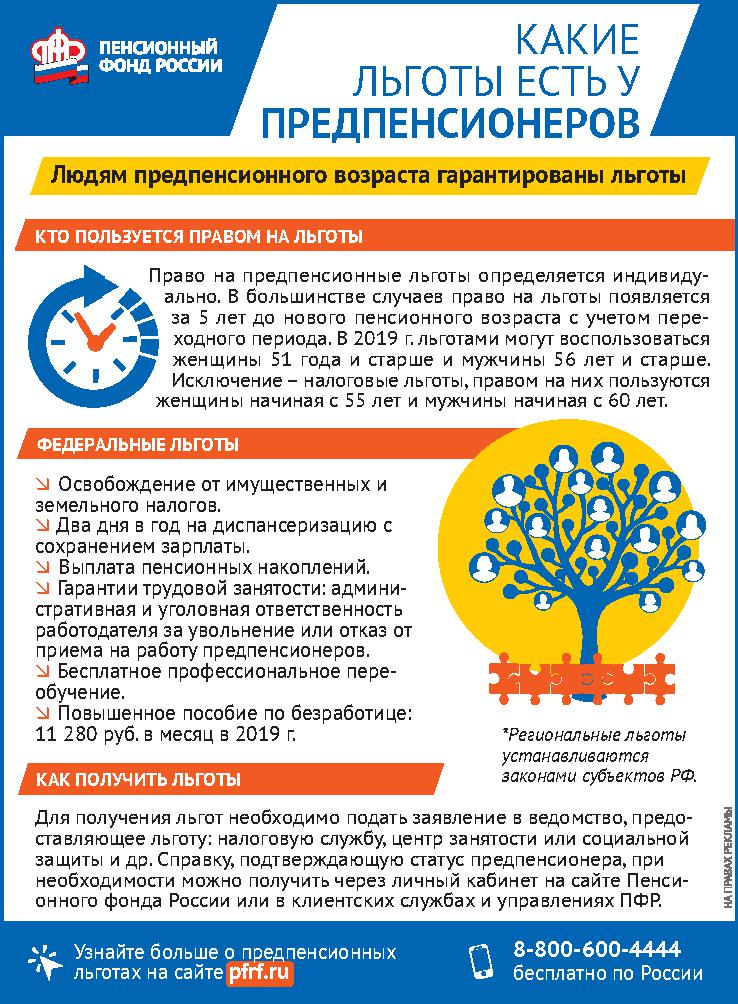 ПЕНСИОННЫЙ
ФОНД РОССИИ
КАКИЕ
ЛЬГОТЫ ЕСТЬ У
ПРЕДПЕНСИОНЕРОВ
Людям предпенсионного возраста гарантированы льготы
КТО ПОЛЬЗУЕТСЯ ПРАВОМ НА ЛЬГОТЫ
Право на предпенсионные льготы определяется индивиду-
ально. В большинстве случаев право на льготы появляется
за 5 лет до нового пенсионного возраста с учетом пере-
ходного периода. В 2019 г. льготами могут воспользоваться
женщины 51 года и старше и мужчины 56 лет и старше.
Исключение – налоговые льготы, правом на них пользуются
женщины начиная с 55 лет и мужчины начиная с 60 лет.
ФЕДЕРАЛЬНЫЕ ЛЬГОТЫ
↘ Освобождение от имущественных и
земельного налогов.
↘ Два дня в год на диспансеризацию с
сохранением зарплаты.
↘ Выплата пенсионных накоплений.
↘ Гарантии трудовой занятости: админи-
стративная и уголовная ответственность
работодателя за увольнение или отказ от
приема на работу предпенсионеров.
↘ Бесплатное профессиональное пере-
обучение.
↘ Повышенное пособие по безработице:
11 280 руб. в месяц в 2019 г.
*Региональные льготы
устанавливаются
законами субъектов РФ.
КАК ПОЛУЧИТЬ ЛЬГОТЫ
Для получения льгот необходимо подать заявление в ведомство, предо-
ставляющее льготу: налоговую службу, центр занятости или социальной
защиты и др. Справку, подтверждающую статус предпенсионера, при
необходимости можно получить через личный кабинет на сайте Пенси-
онного фонда России или в клиентских службах и управлениях ПФР.
НА ПРАВАХ РЕКЛАМЫ
Узнайте больше о предпенсионных
льготах на сайте pfrf.ru
8-800-600-4444
бесплатно по России